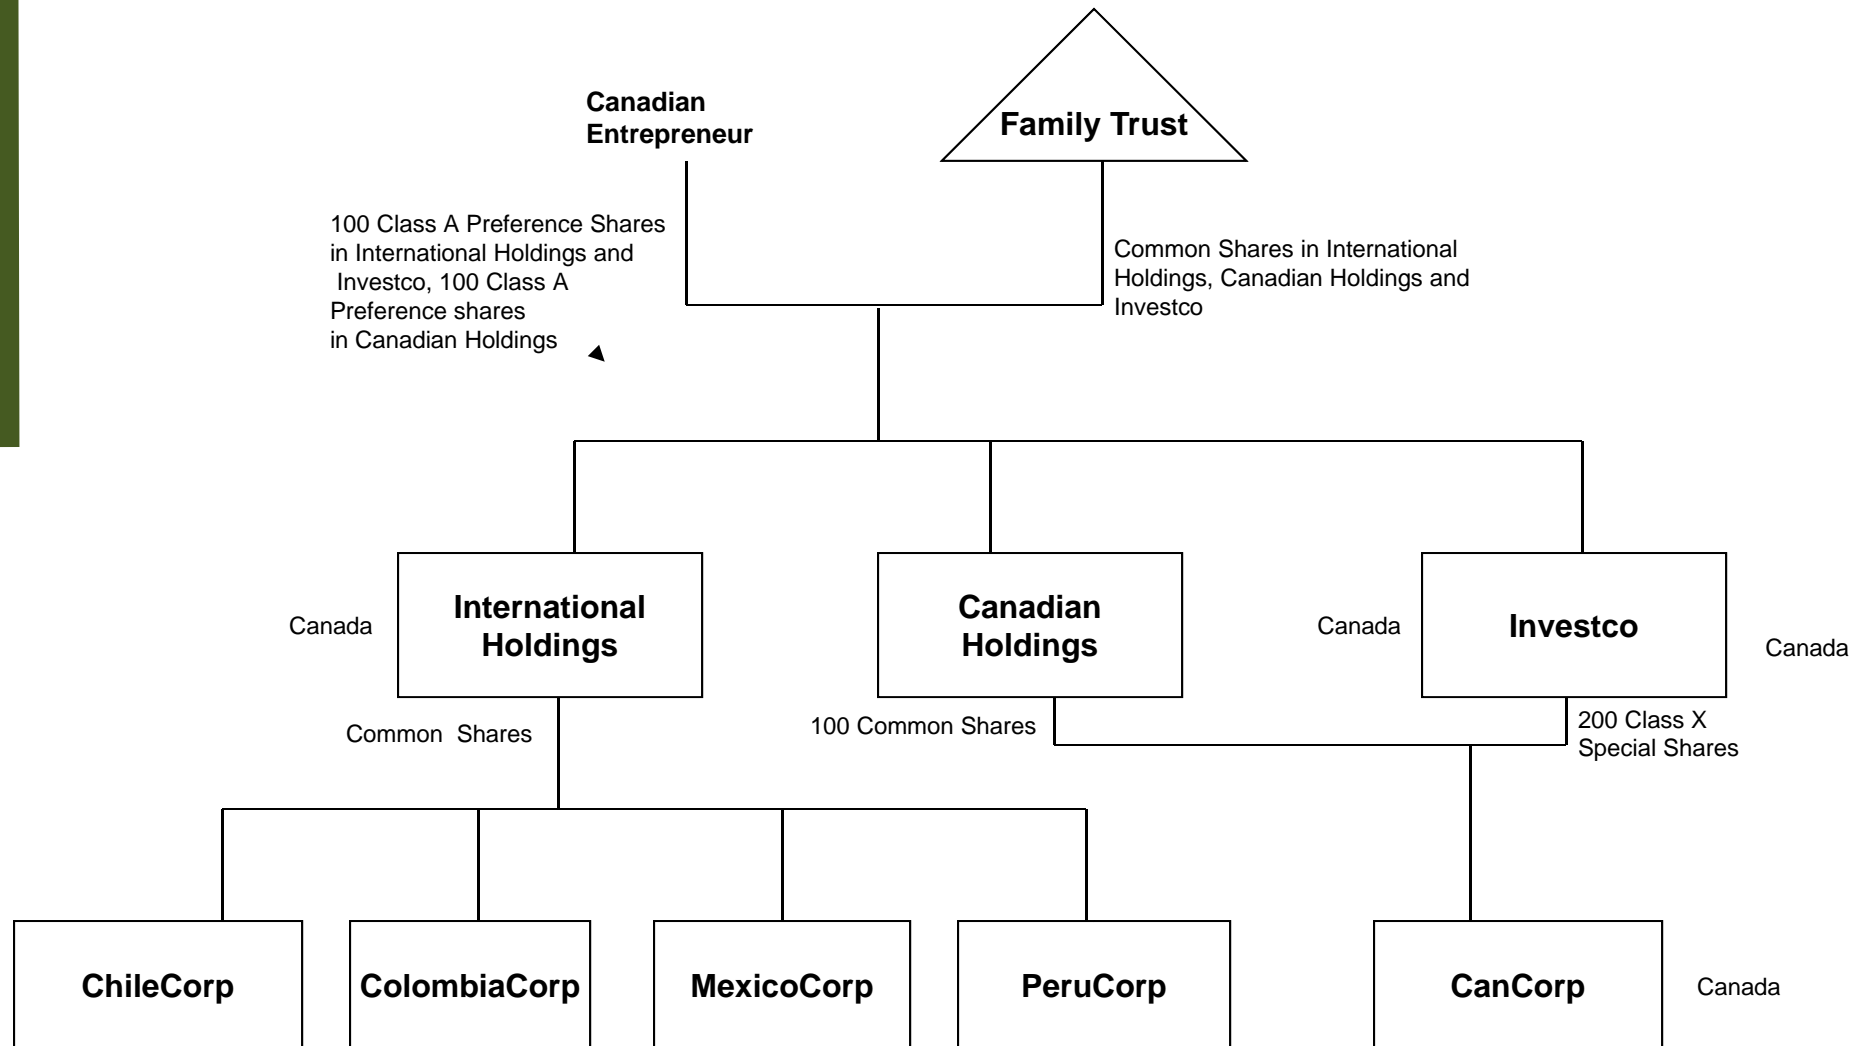 Canadian
Entrepreneur
Family Trust
100 Class A Preference Shares
in International Holdings and
Investco, 100 Class A
Preference shares
in Canadian Holdings
Common Shares in International
Holdings, Canadian Holdings and
Investco
Canada
International
Holdings
Canadian
Holdings
Canada
Investco
Canada
Common  Shares
100 Common Shares
200 Class X
Special Shares
ChileCorp
ColombiaCorp
MexicoCorp
PeruCorp
CanCorp
Canada